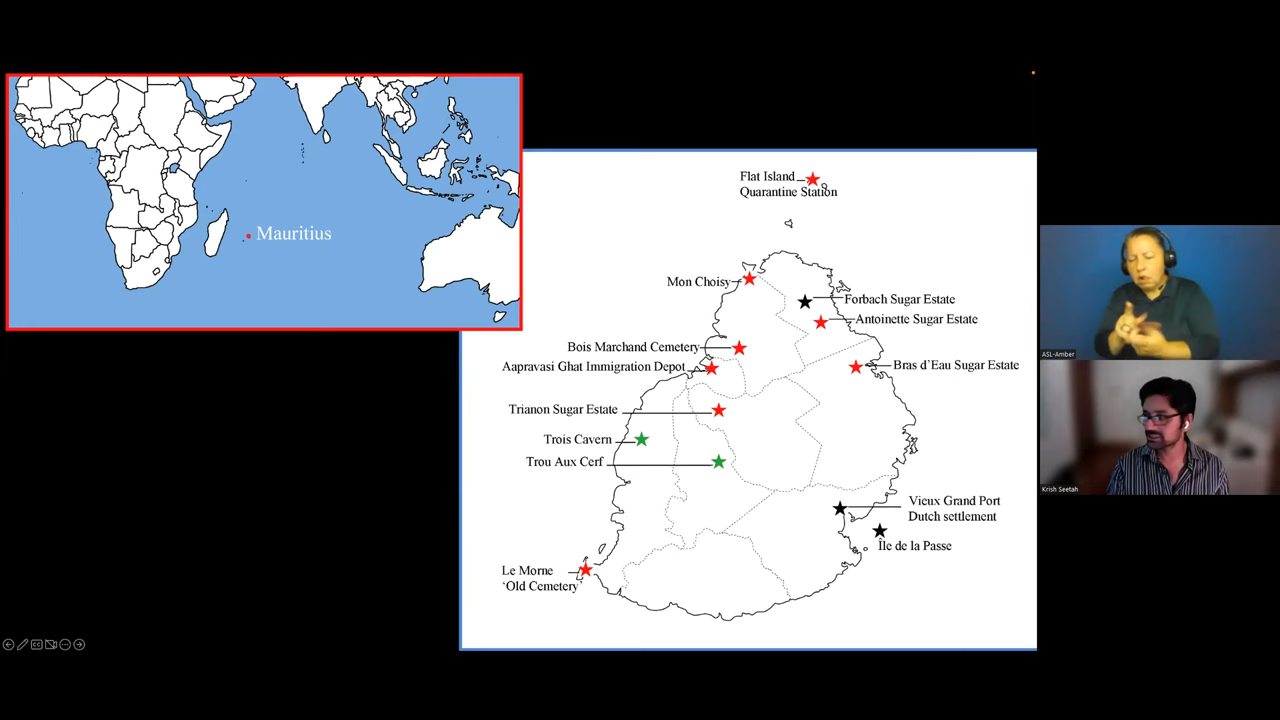 Mauritius
Flat Island
Quarantine Station
Mon Choisy
Forbach Sugar Estate
Antoinette Sugar Estate
Bois Marchand Cemetery
Aapravasi Ghat Immigration Depot
Bras d'Eau Sugar Estate
Trianon Sugar Estate
Trois Cavern
Trou Aux Cerf
Vieux Grand Port
Dutch settlement
Île de la Passe
Le Morne
'Old Cemetery'
ASL-Amber
Krish Seetah
CC